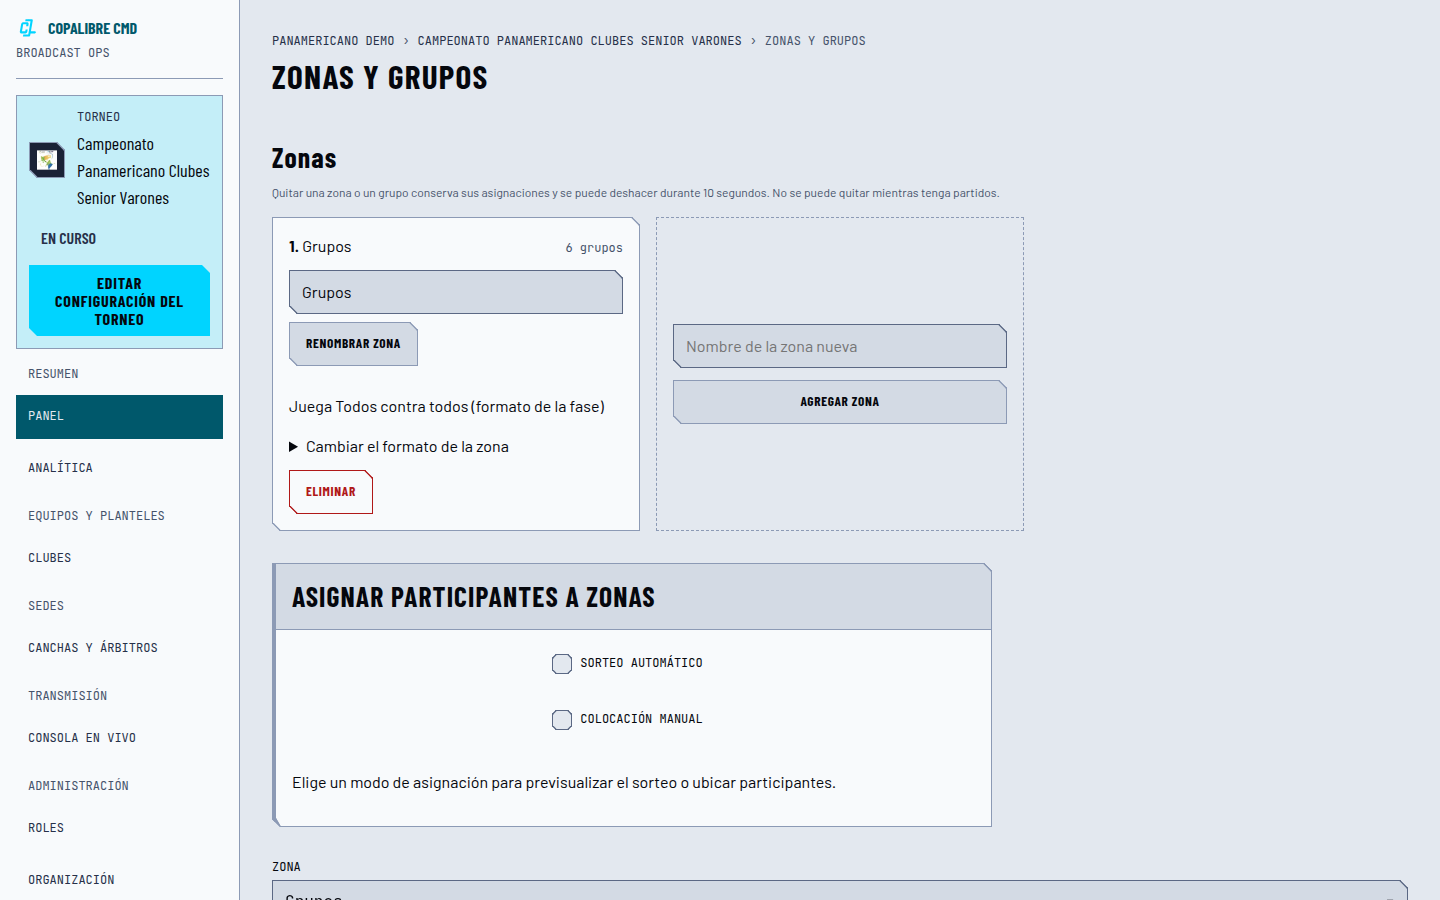 COPALIBRE CMD
BROADCAST OPS
TORNEO
Campeonato
Panamericano Clubes
Senior Varones
EN CURSO
EDITAR
CONFIGURACIÓN DEL
TORNEO
RESUMEN
PANEL
ANALÍTICA
EQUIPOS Y PLANTELES
CLUBES
SEDES
CANCHAS Y ÁRBITROS
TRANSMISIÓN
CONSOLA EN VIVO
ADMINISTRACIÓN
ROLES
ORGANIZACIÓN
PANAMERICANO DEMO › CAMPEONATO PANAMERICANO CLUBES SENIOR VARONES › ZONAS Y GRUPOS
ZONAS Y GRUPOS
Zonas
Quitar una zona o un grupo conserva sus asignaciones y se puede deshacer durante 10 segundos. No se puede quitar mientras tenga partidos.
1. Grupos 6 grupos
Grupos
RENOMBRAR ZONA
Juega Todos contra todos (formato de la fase)
Cambiar el formato de la zona
ELIMINAR
Nombre de la zona nueva
AGREGAR ZONA
ASIGNAR PARTICIPANTES A ZONAS
SORTEO AUTOMÁTICO
COLOCACIÓN MANUAL
Elige un modo de asignación para previsualizar el sorteo o ubicar participantes.
ZONA
Grupos